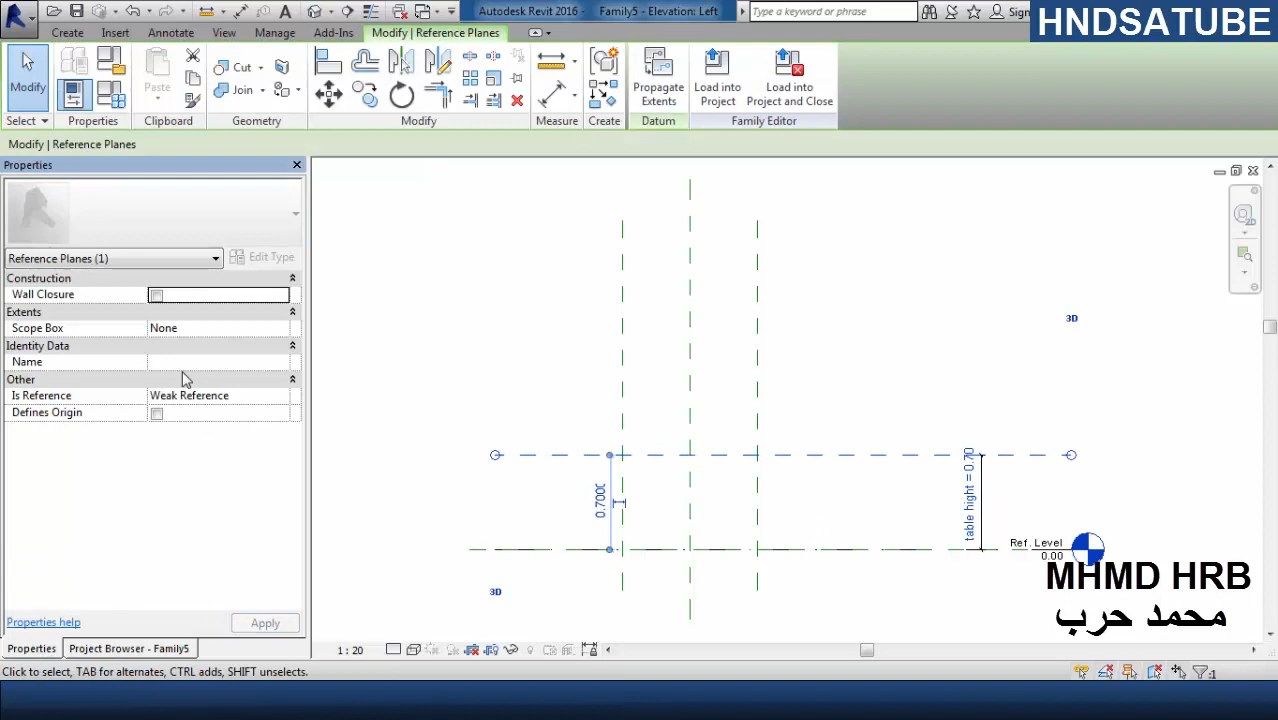 Autodesk Revit 2016 - Family5 - Elevation: Left
Type a keyword or phrase
Sign
HNDSATUBE
Create Insert Annotate View Manage Add-Ins Modify | Reference Planes
Modify
Paste
Cut
Join
Propagate
Extents
Load into
Project
Load into
Project and Close
Select Properties Clipboard Geometry Modify Measure Create Datum Family Editor
Modify | Reference Planes
Properties
Reference Planes (1)
Edit Type
Construction
Wall Closure
Extents
Scope Box None
Identity Data
Name
Other
Is Reference Weak Reference
Defines Origin
2D
3D
0.7000
table hight = 0.70
Ref. Level
0.00
3D
MHMD HRB
محمد حرب
Properties help
Apply
Properties
Project Browser - Family5
1 : 20
Click to select, TAB for alternates, CTRL adds, SHIFT unselects.
:1